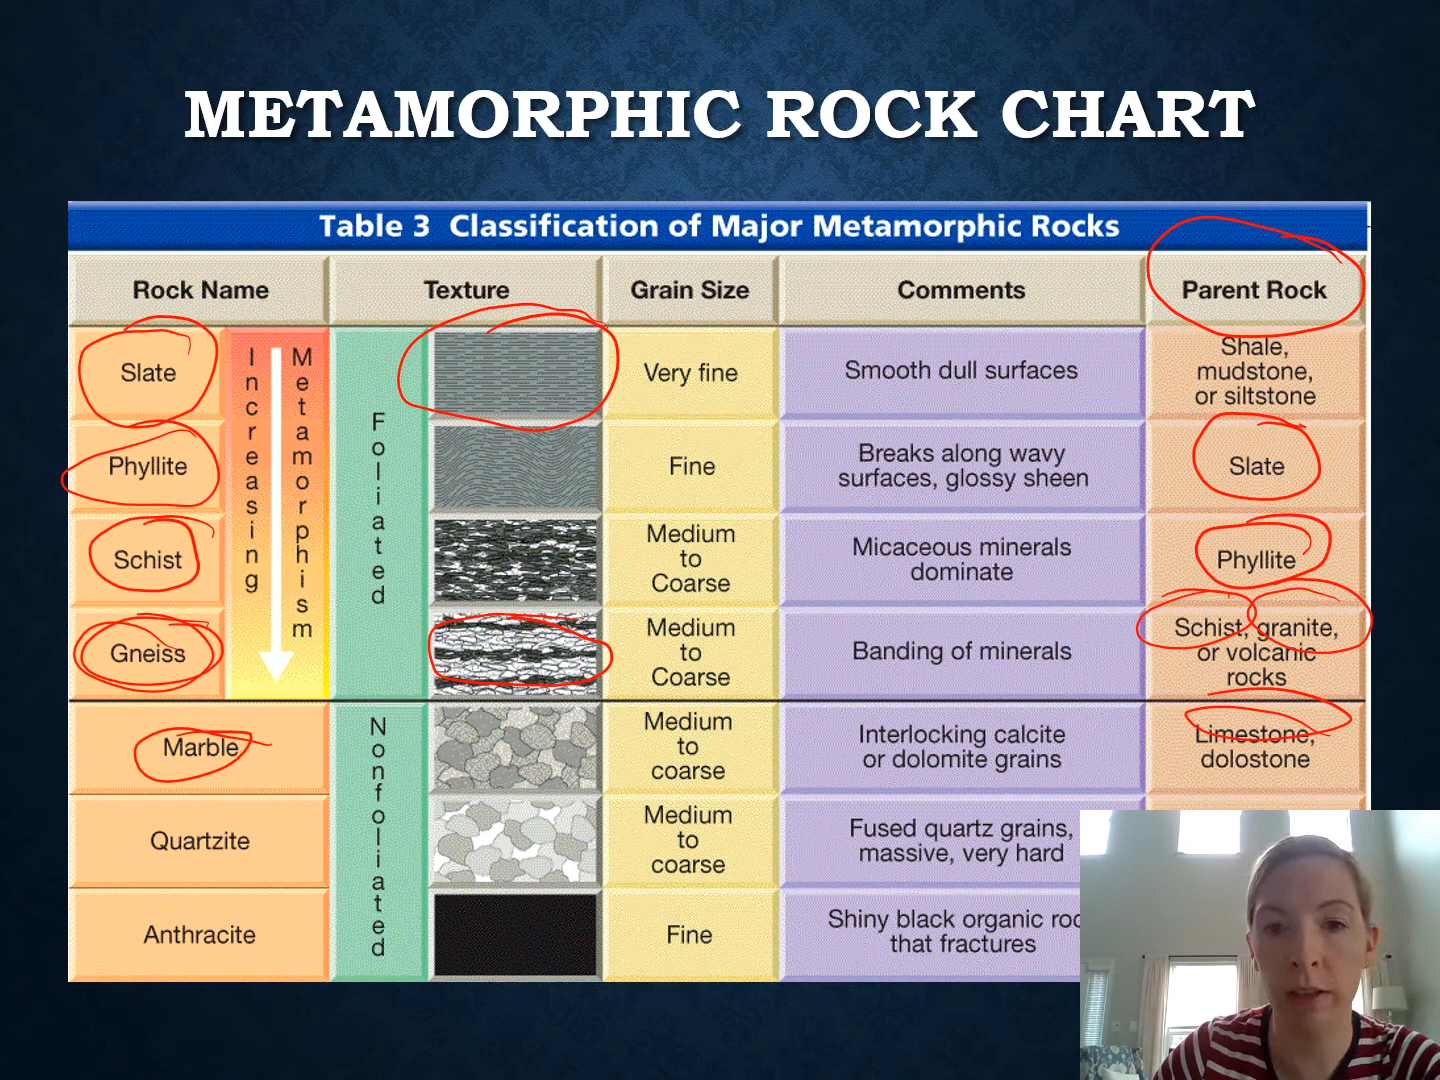 METAMORPHIC ROCK CHART
Table 3 Classification of Major Metamorphic Rocks
Rock Name
Texture
Grain Size
Comments
Parent Rock
Increasing
Metamorphism
Foliated
Slate
Very fine
Smooth dull surfaces
Shale,
mudstone,
or siltstone
Phyllite
Fine
Breaks along wavy
surfaces, glossy sheen
Slate
Schist
Medium
to
Coarse
Micaceous minerals
dominate
Phyllite
Gneiss
Medium
to
Coarse
Banding of minerals
Schist, granite,
or volcanic
rocks
Nonfoliated
Marble
Medium
to
coarse
Interlocking calcite
or dolomite grains
Limestone,
dolostone
Quartzite
Medium
to
coarse
Fused quartz grains,
massive, very hard
Anthracite
Fine
Shiny black organic
that fractures